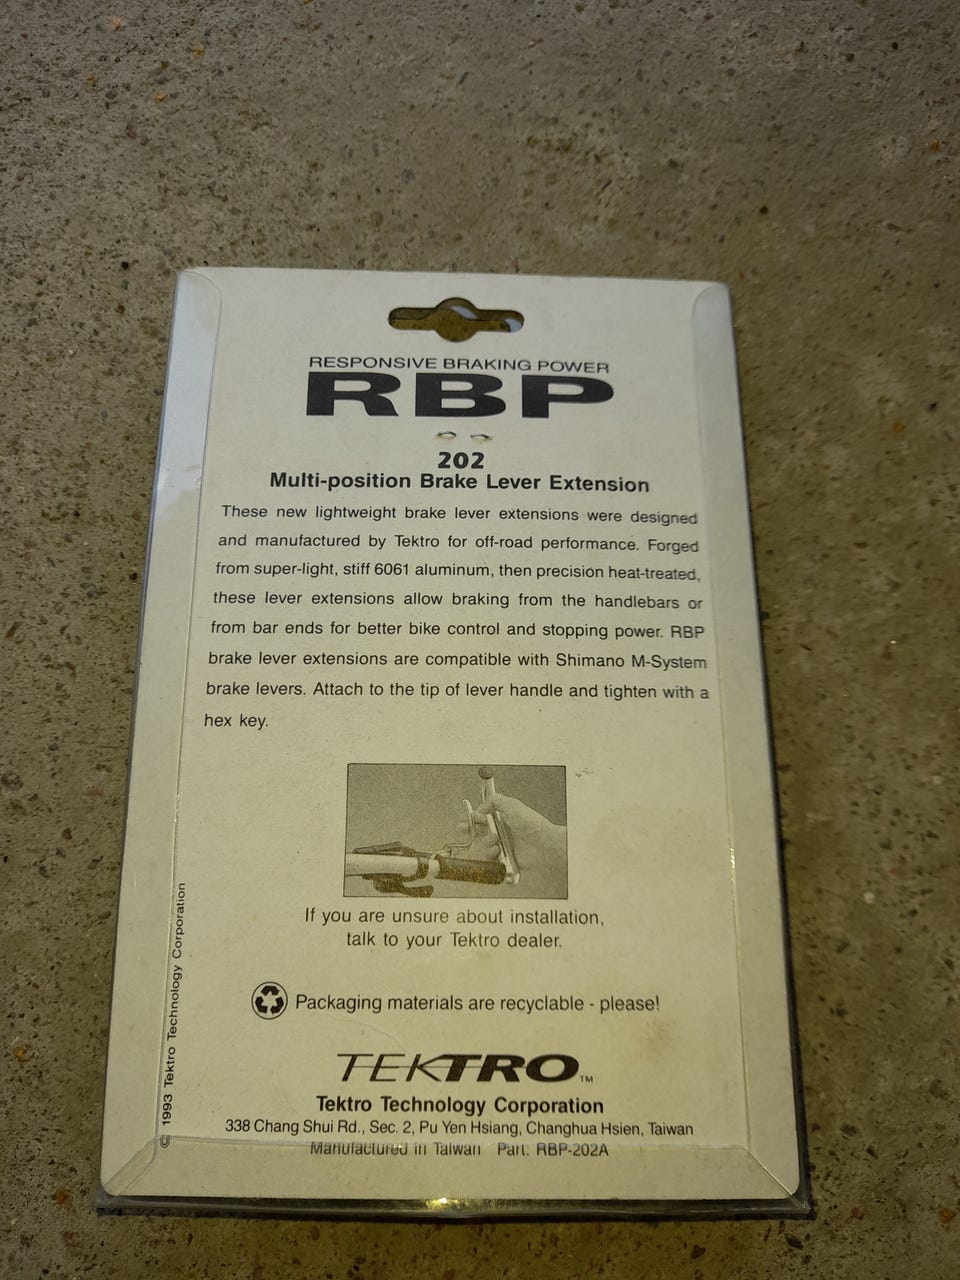 RESPONSIVE BRAKING POWER
RBP
202
Multi-position Brake Lever Extension
These new lightweight brake lever extensions were designed
and manufactured by Tektro for off-road performance. Forged
from super-light, stiff 6061 aluminum, then precision heat-treated,
these lever extensions allow braking from the handlebars or
from bar ends for better bike control and stopping power. RBP
brake lever extensions are compatible with Shimano M-System
brake levers. Attach to the tip of lever handle and tighten with a
hex key.
If you are unsure about installation,
talk to your Tektro dealer.
Packaging materials are recyclable - please!
TEKTRO™
Tektro Technology Corporation
338 Chang Shui Rd., Sec. 2, Pu Yen Hsiang, Changhua Hsien, Taiwan
Manufactured in Taiwan Part: RBP-202A
© 1993 Tektro Technology Corporation